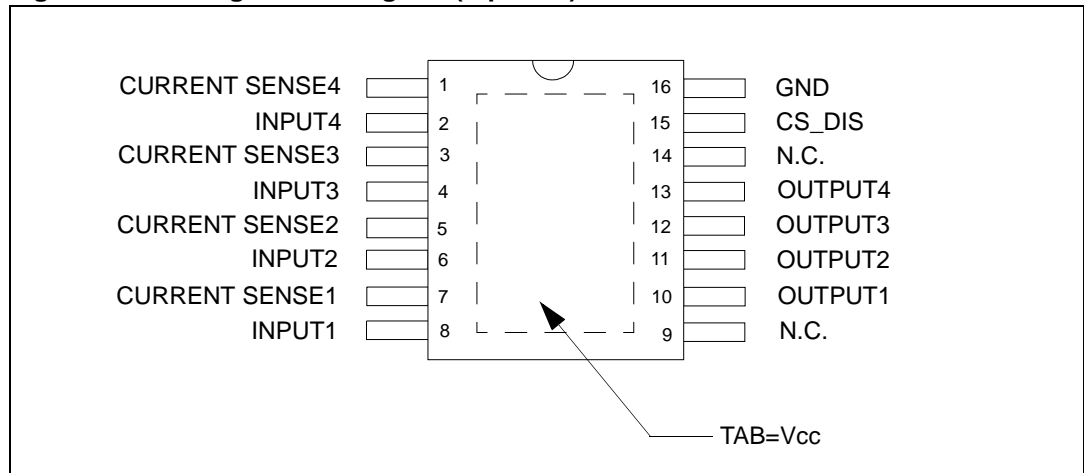 CURRENT SENSE4 1 16 GND
INPUT4 2 15 CS_DIS
CURRENT SENSE3 3 14 N.C.
INPUT3 4 13 OUTPUT4
CURRENT SENSE2 5 12 OUTPUT3
INPUT2 6 11 OUTPUT2
CURRENT SENSE1 7 10 OUTPUT1
INPUT1 8 9 N.C.
TAB=Vcc